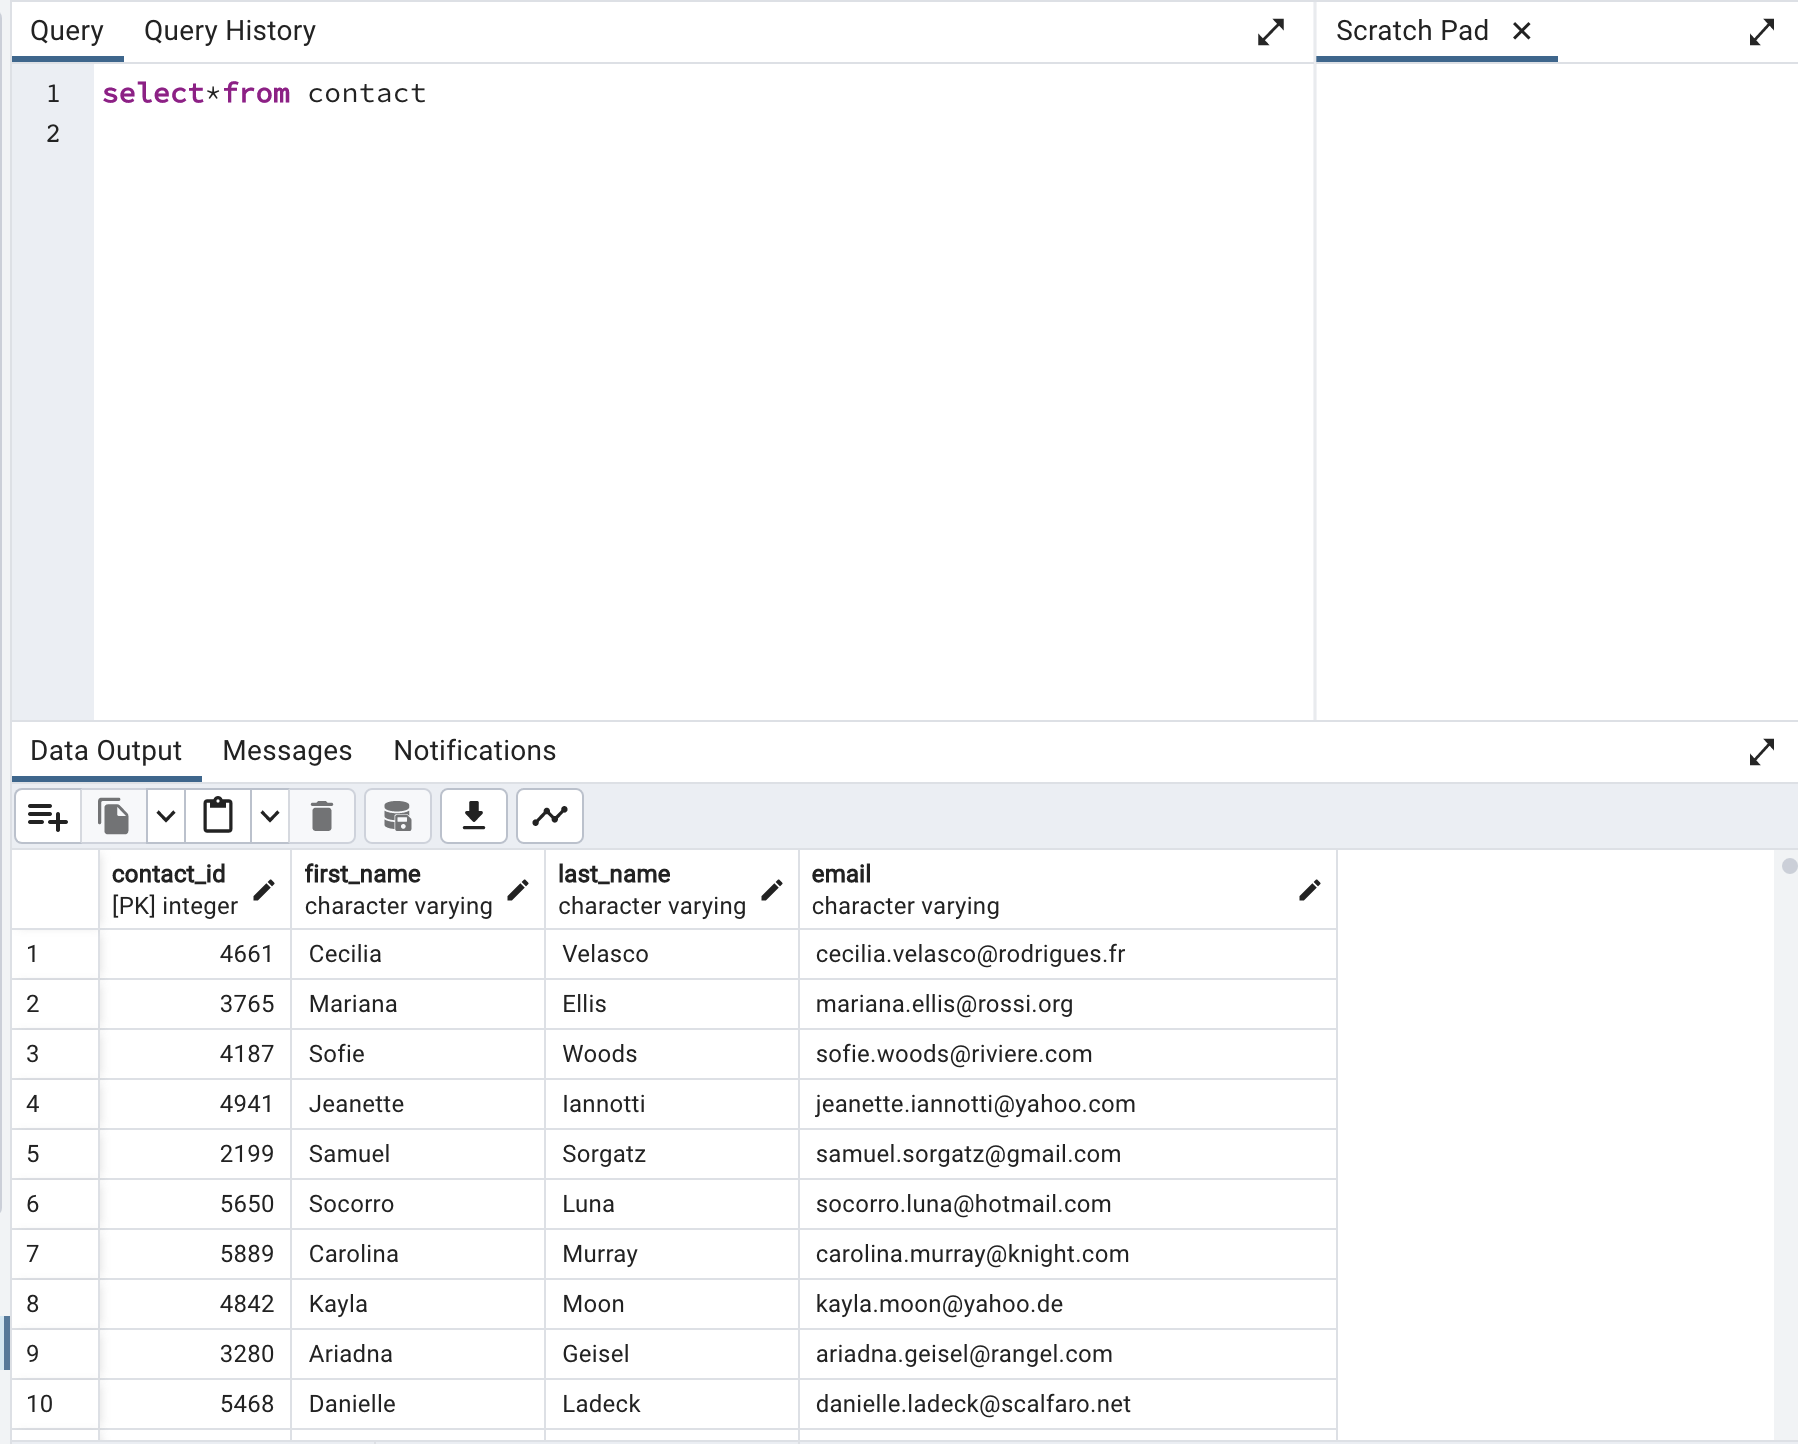 Query Query History Scratch Pad
1 select*from contact
2
Data Output Messages Notifications
contact_id first_name last_name email
[PK] integer character varying character varying character varying
1 4661 Cecilia Velasco cecilia.velasco@rodrigues.fr
2 3765 Mariana Ellis mariana.ellis@rossi.org
3 4187 Sofie Woods sofie.woods@riviere.com
4 4941 Jeanette Iannotti jeanette.iannotti@yahoo.com
5 2199 Samuel Sorgatz samuel.sorgatz@gmail.com
6 5650 Socorro Luna socorro.luna@hotmail.com
7 5889 Carolina Murray carolina.murray@knight.com
8 4842 Kayla Moon kayla.moon@yahoo.de
9 3280 Ariadna Geisel ariadna.geisel@rangel.com
10 5468 Danielle Ladeck danielle.ladeck@scalfaro.net